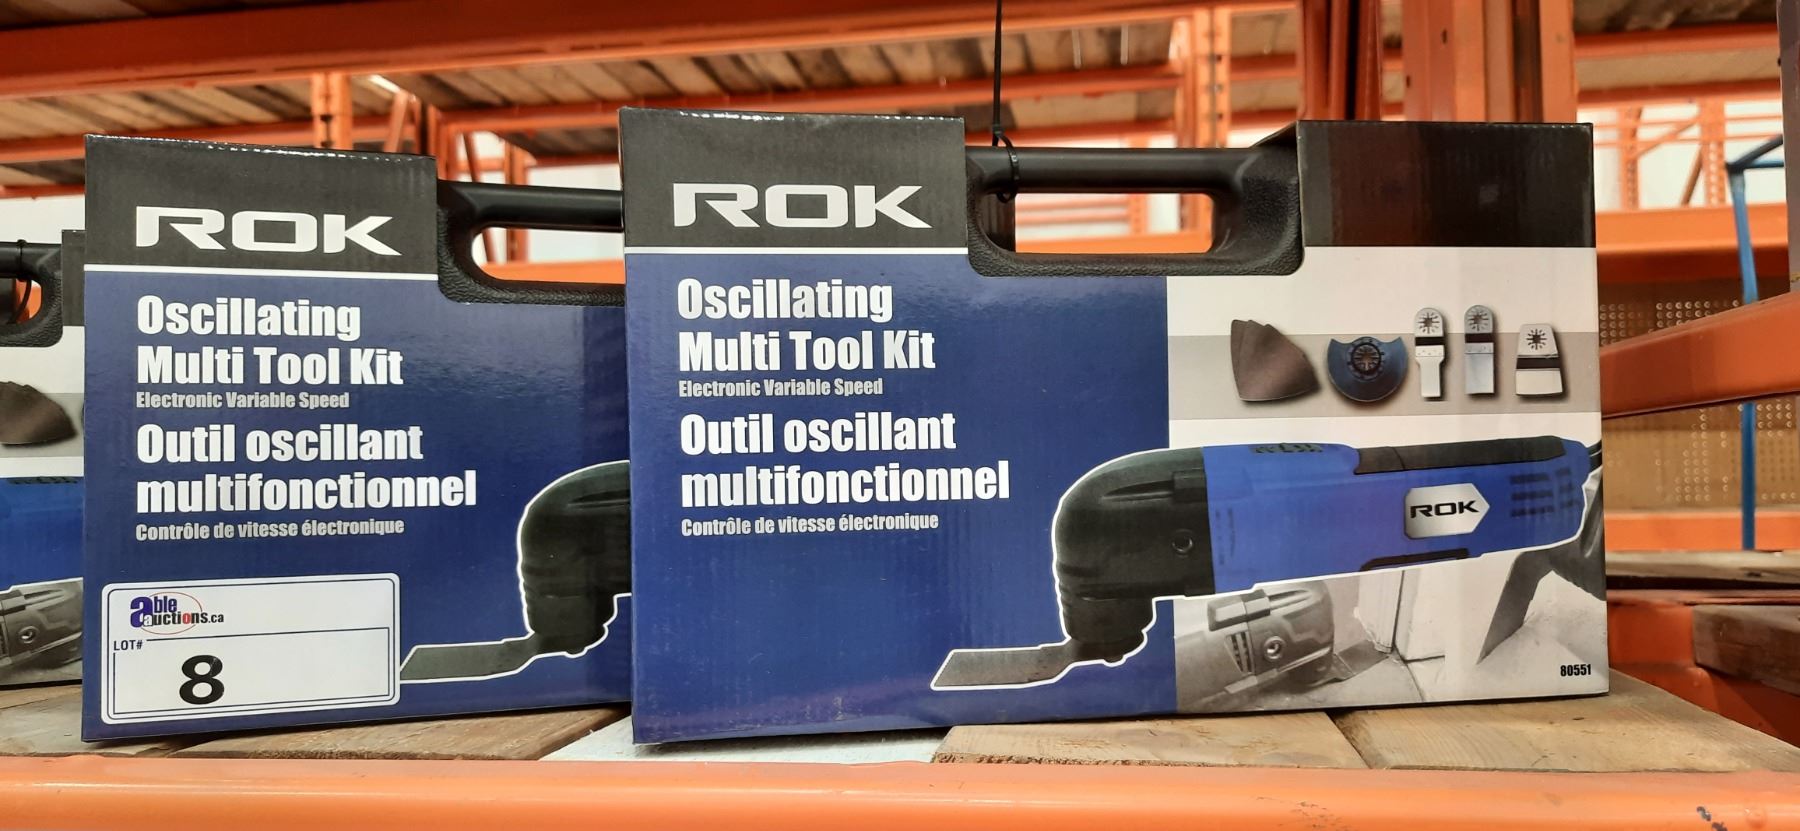 ROK
Oscillating
Multi Tool Kit
Electronic Variable Speed
Outil oscillant
multifonctionnel
Contrôle de vitesse électronique
able
auctions.ca
LOT#
8
ROK
Oscillating
Multi Tool Kit
Electronic Variable Speed
Outil oscillant
multifonctionnel
Contrôle de vitesse électronique
ROK
80551